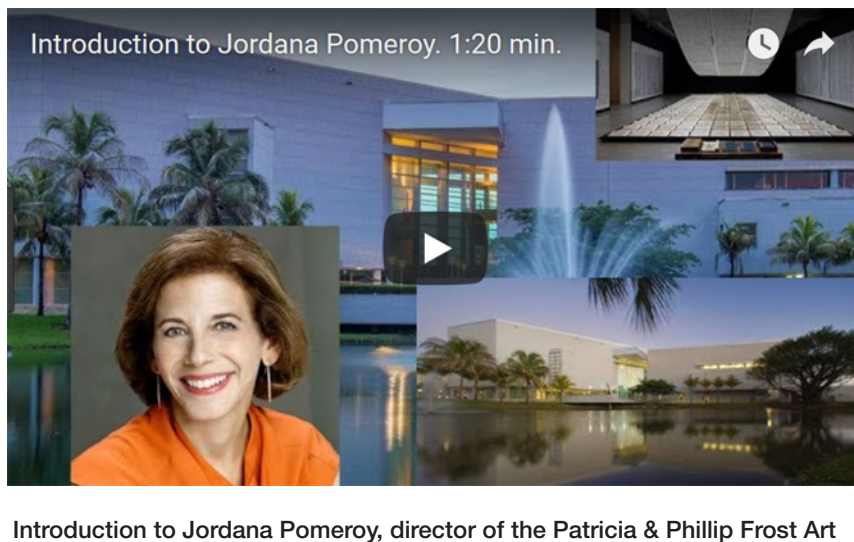 Introduction to Jordana Pomeroy. 1:20 min.
Introduction to Jordana Pomeroy, director of the Patricia & Phillip Frost Art